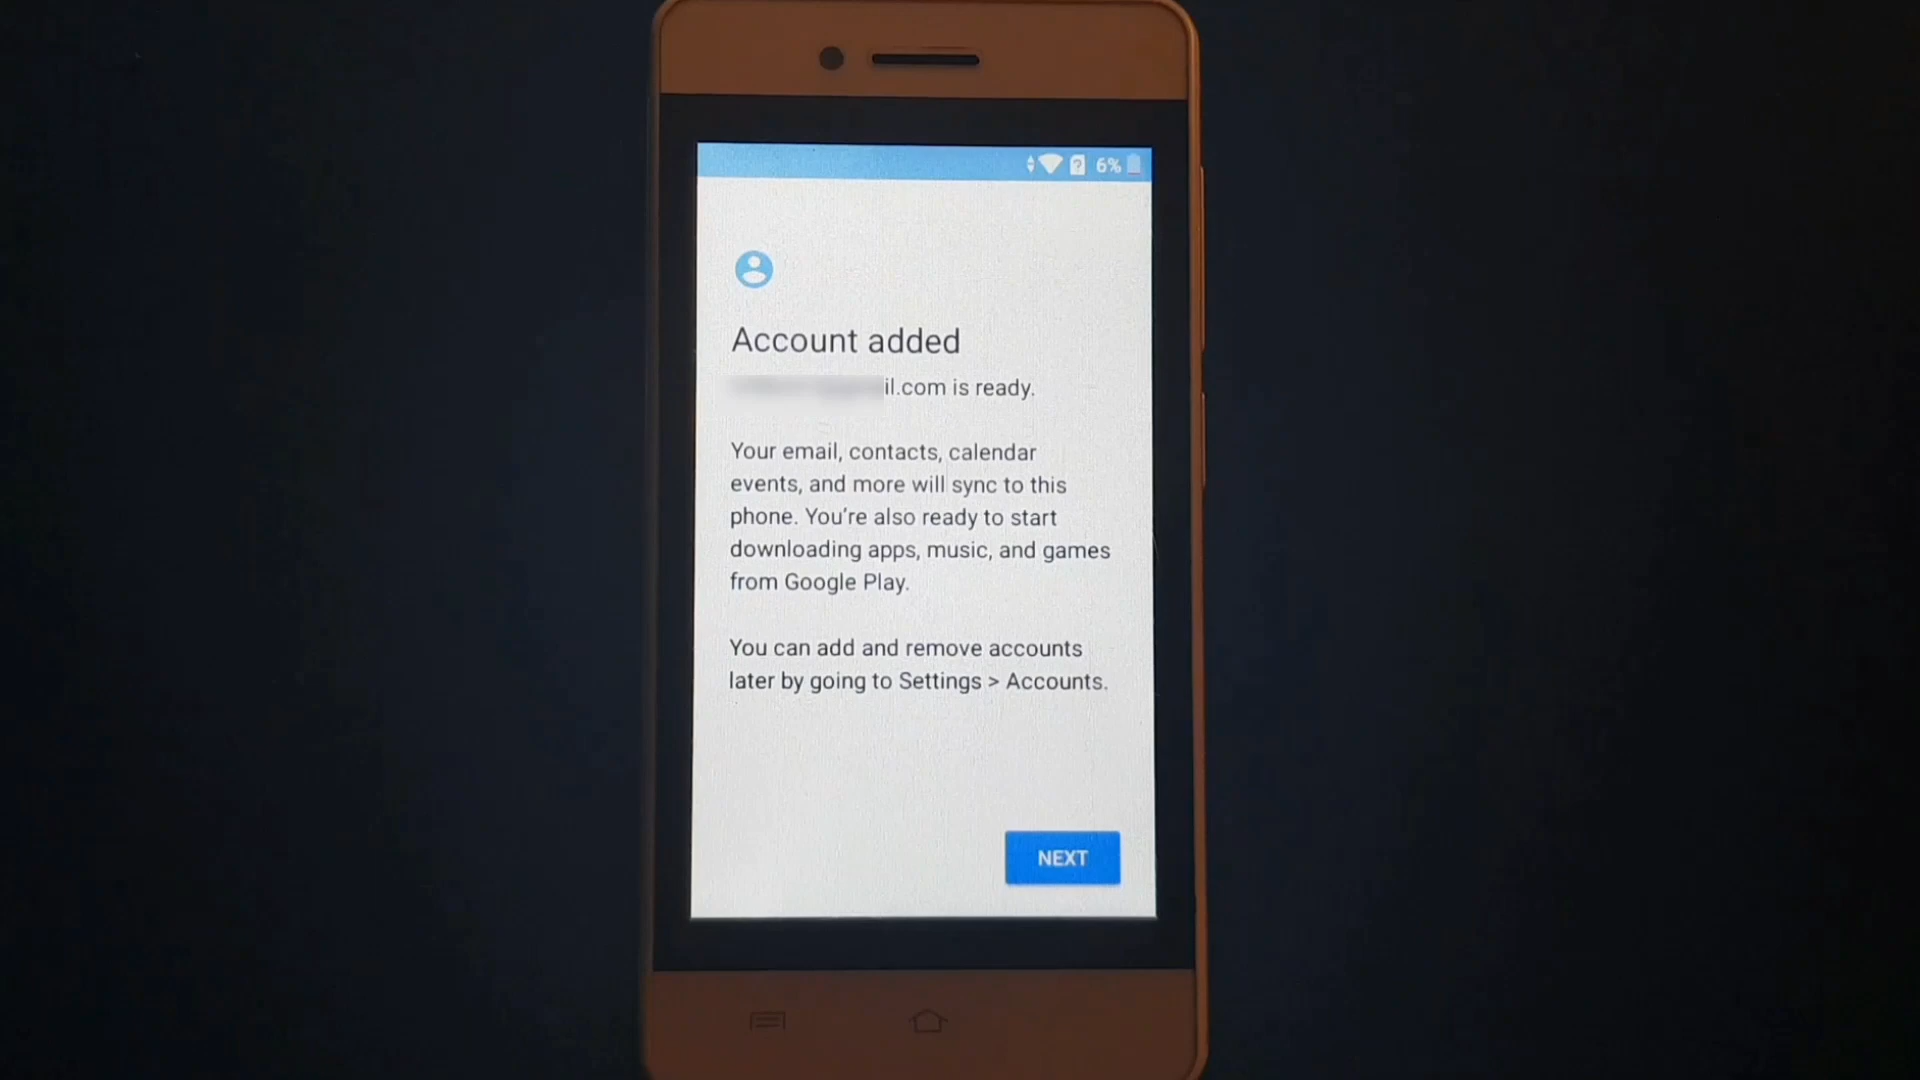 6%
Account added
il.com is ready.
Your email, contacts, calendar
events, and more will sync to this
phone. You're also ready to start
downloading apps, music, and games
from Google Play.
You can add and remove accounts
later by going to Settings > Accounts.
NEXT